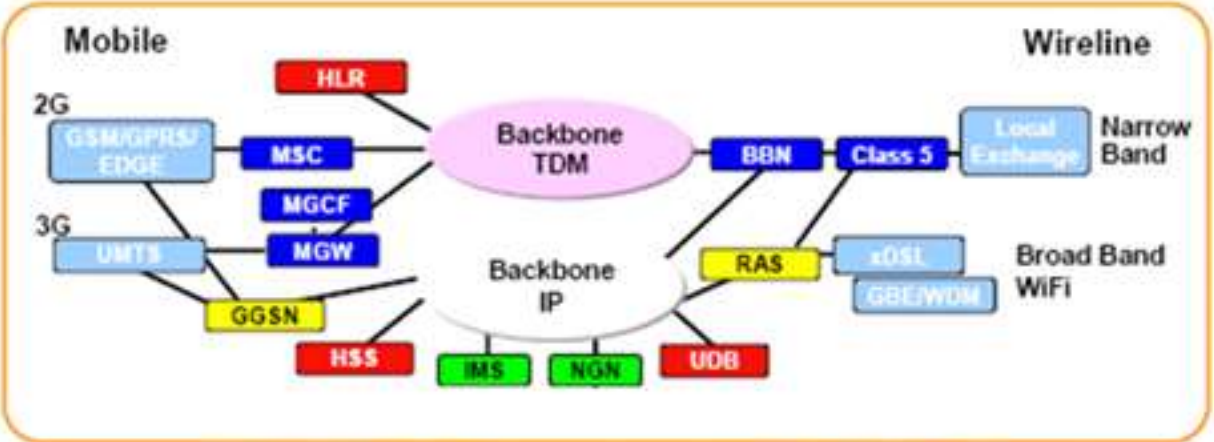 Mobile
Wireline
HLR
2G
GSM/GPRS/
EDGE
MSC
Backbone
TDM
BBN
Class 5
Local
Exchange
Narrow
Band
MGCF
3G
UMTS
MGW
Backbone
IP
RAS
xDSL
Broad Band
WiFi
GBE/WDM
GGSN
HSS
IMS
NGN
UDB